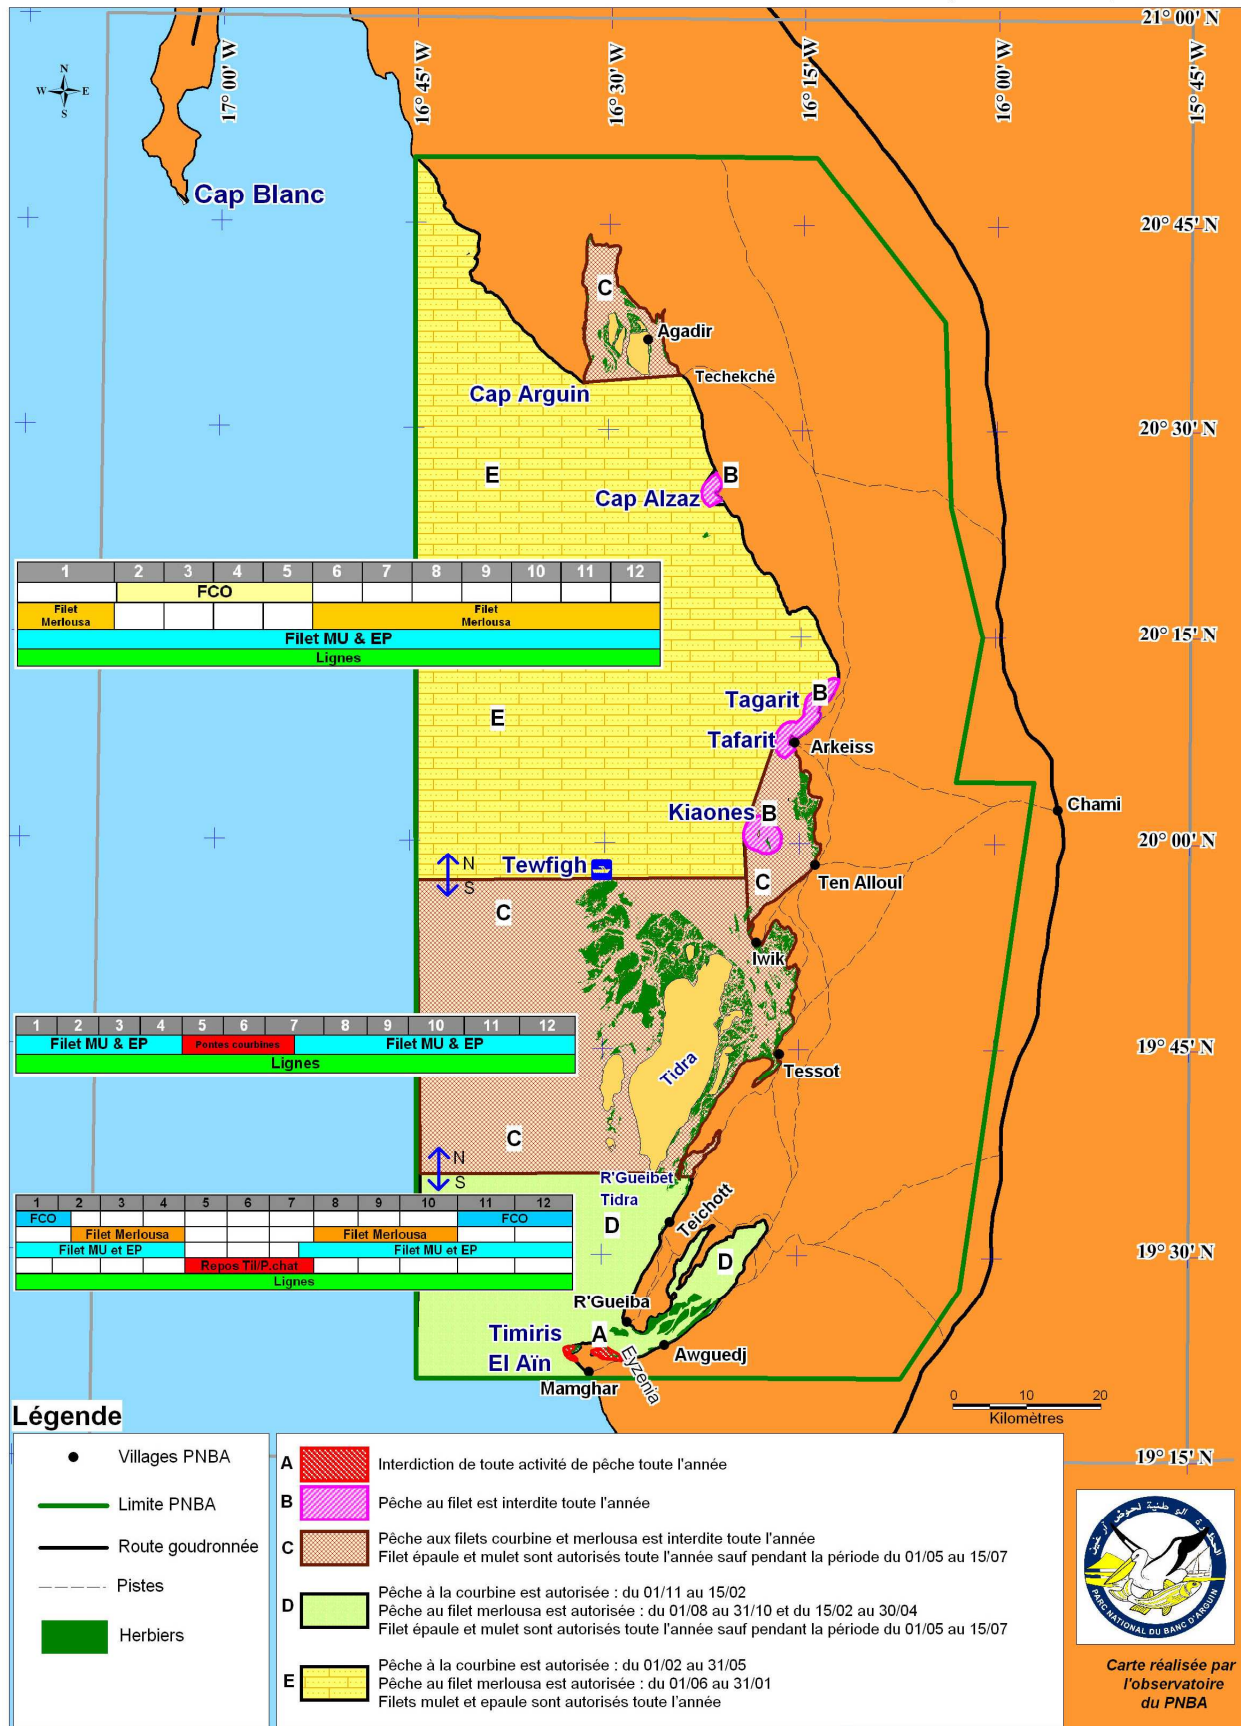 21° 00' N
17° 00' W
16° 45' W
16° 30' W
16° 15' W
16° 00' W
15° 45' W
N
W E
S
Cap Blanc
20° 45' N
C
Agadir
Techekché
Cap Arguin
20° 30' N
E
B
Cap Alzaz
1 2 3 4 5 6 7 8 9 10 11 12
FCO
Filet
Merlousa
Filet
Merlousa
Filet MU & EP
Lignes
20° 15' N
B
Tagarit
E
Tafarit
Arkeiss
Kiaones
B
Chami
20° 00' N
N
Tewfigh
S
C
Ten Alloul
C
Iwik
1 2 3 4 5 6 7 8 9 10 11 12
Filet MU & EP
Pontes courbines
Filet MU & EP
Lignes
19° 45' N
Tidra
Tessot
C
N
S
R'Gueibet
Tidra
1 2 3 4 5 6 7 8 9 10 11 12
FCO
FCO
Filet Merlousa
Filet Merlousa
Filet MU et EP
Filet MU et EP
Repos Til/P.chat
Lignes
D
Teichott
D
19° 30' N
R'Gueiba
Timiris
A
El Aïn
Eyzenia
Awguedj
Mamghar
0 10 20
Kilomètres
19° 15' N
Légende
Villages PNBA
Limite PNBA
Route goudronnée
Pistes
Herbiers
A
Interdiction de toute activité de pêche toute l'année
B
Pêche au filet est interdite toute l'année
C
Pêche aux filets courbine et merlousa est interdite toute l'année
Filet épaule et mulet sont autorisés toute l'année sauf pendant la période du 01/05 au 15/07
D
Pêche à la courbine est autorisée : du 01/11 au 15/02
Pêche au filet merlousa est autorisée : du 01/08 au 31/10 et du 15/02 au 30/04
Filet épaule et mulet sont autorisés toute l'année sauf pendant la période du 01/05 au 15/07
E
Pêche à la courbine est autorisée : du 01/02 au 31/05
Pêche au filet merlousa est autorisée : du 01/06 au 31/01
Filets mulet et epaule sont autorisés toute l'année
الحظيرة الوطنية لحوض آرغين
PARC NATIONAL DU BANC D'ARGUIN
Carte réalisée par
l'observatoire
du PNBA